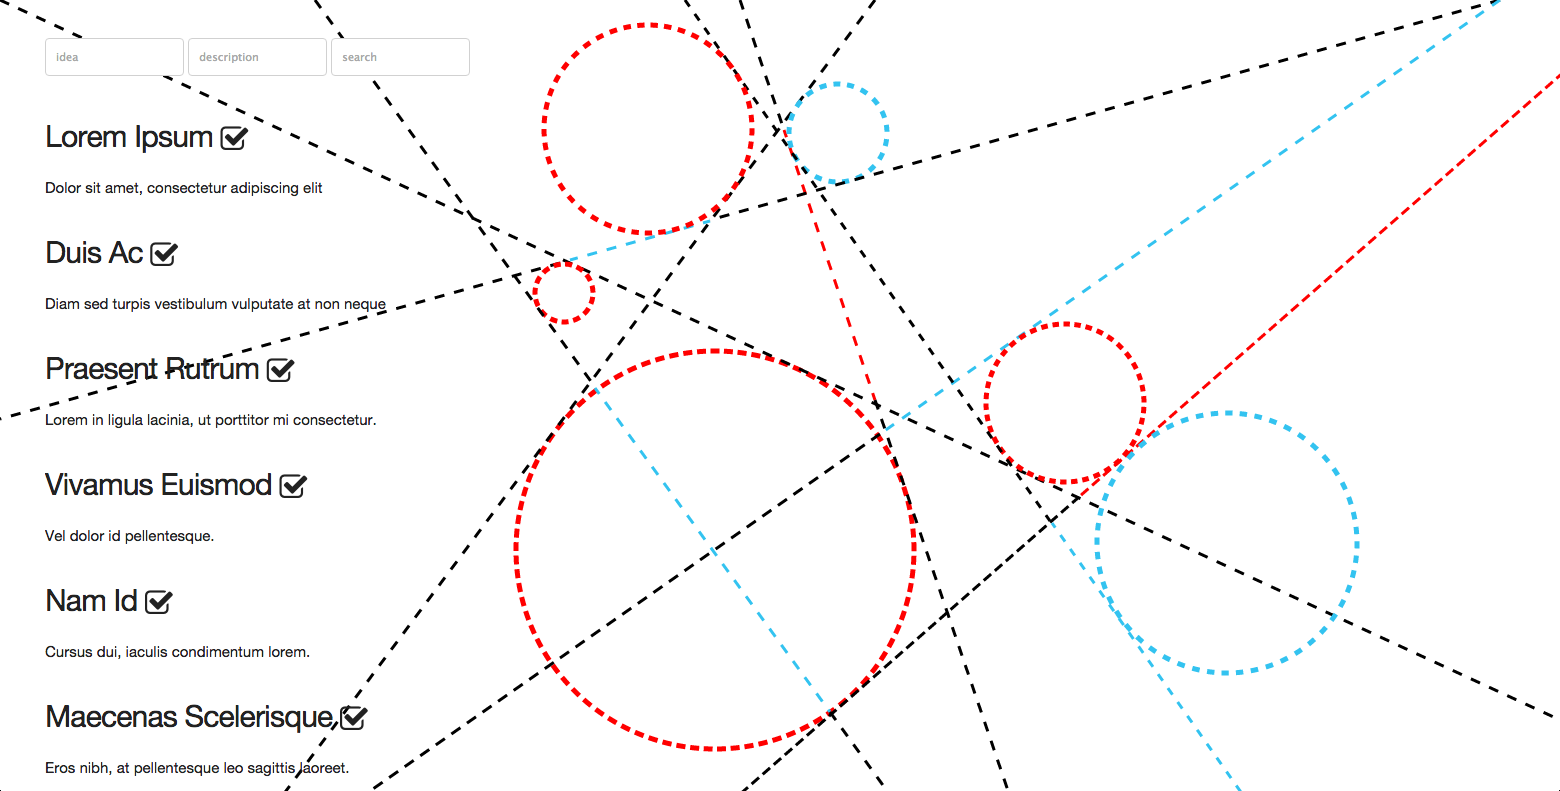 idea description search
Lorem Ipsum
Dolor sit amet, consectetur adipiscing elit
Duis Ac
Diam sed turpis vestibulum vulputate at non neque
Praesent Rutrum
Lorem in ligula lacinia, ut porttitor mi consectetur.
Vivamus Euismod
Vel dolor id pellentesque.
Nam Id
Cursus dui, iaculis condimentum lorem.
Maecenas Scelerisque
Eros nibh, at pellentesque leo sagittis laoreet.